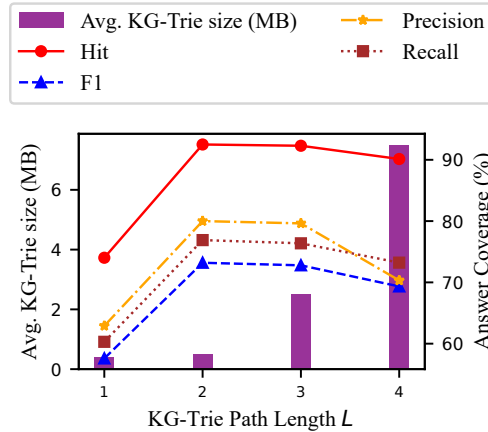 Avg. KG-Trie size (MB)
Hit
F1
Precision
Recall
Avg. KG-Trie size (MB)
6
4
2
0
90
80
70
60
Answer Coverage (%)
1 2 3 4
KG-Trie Path Length L